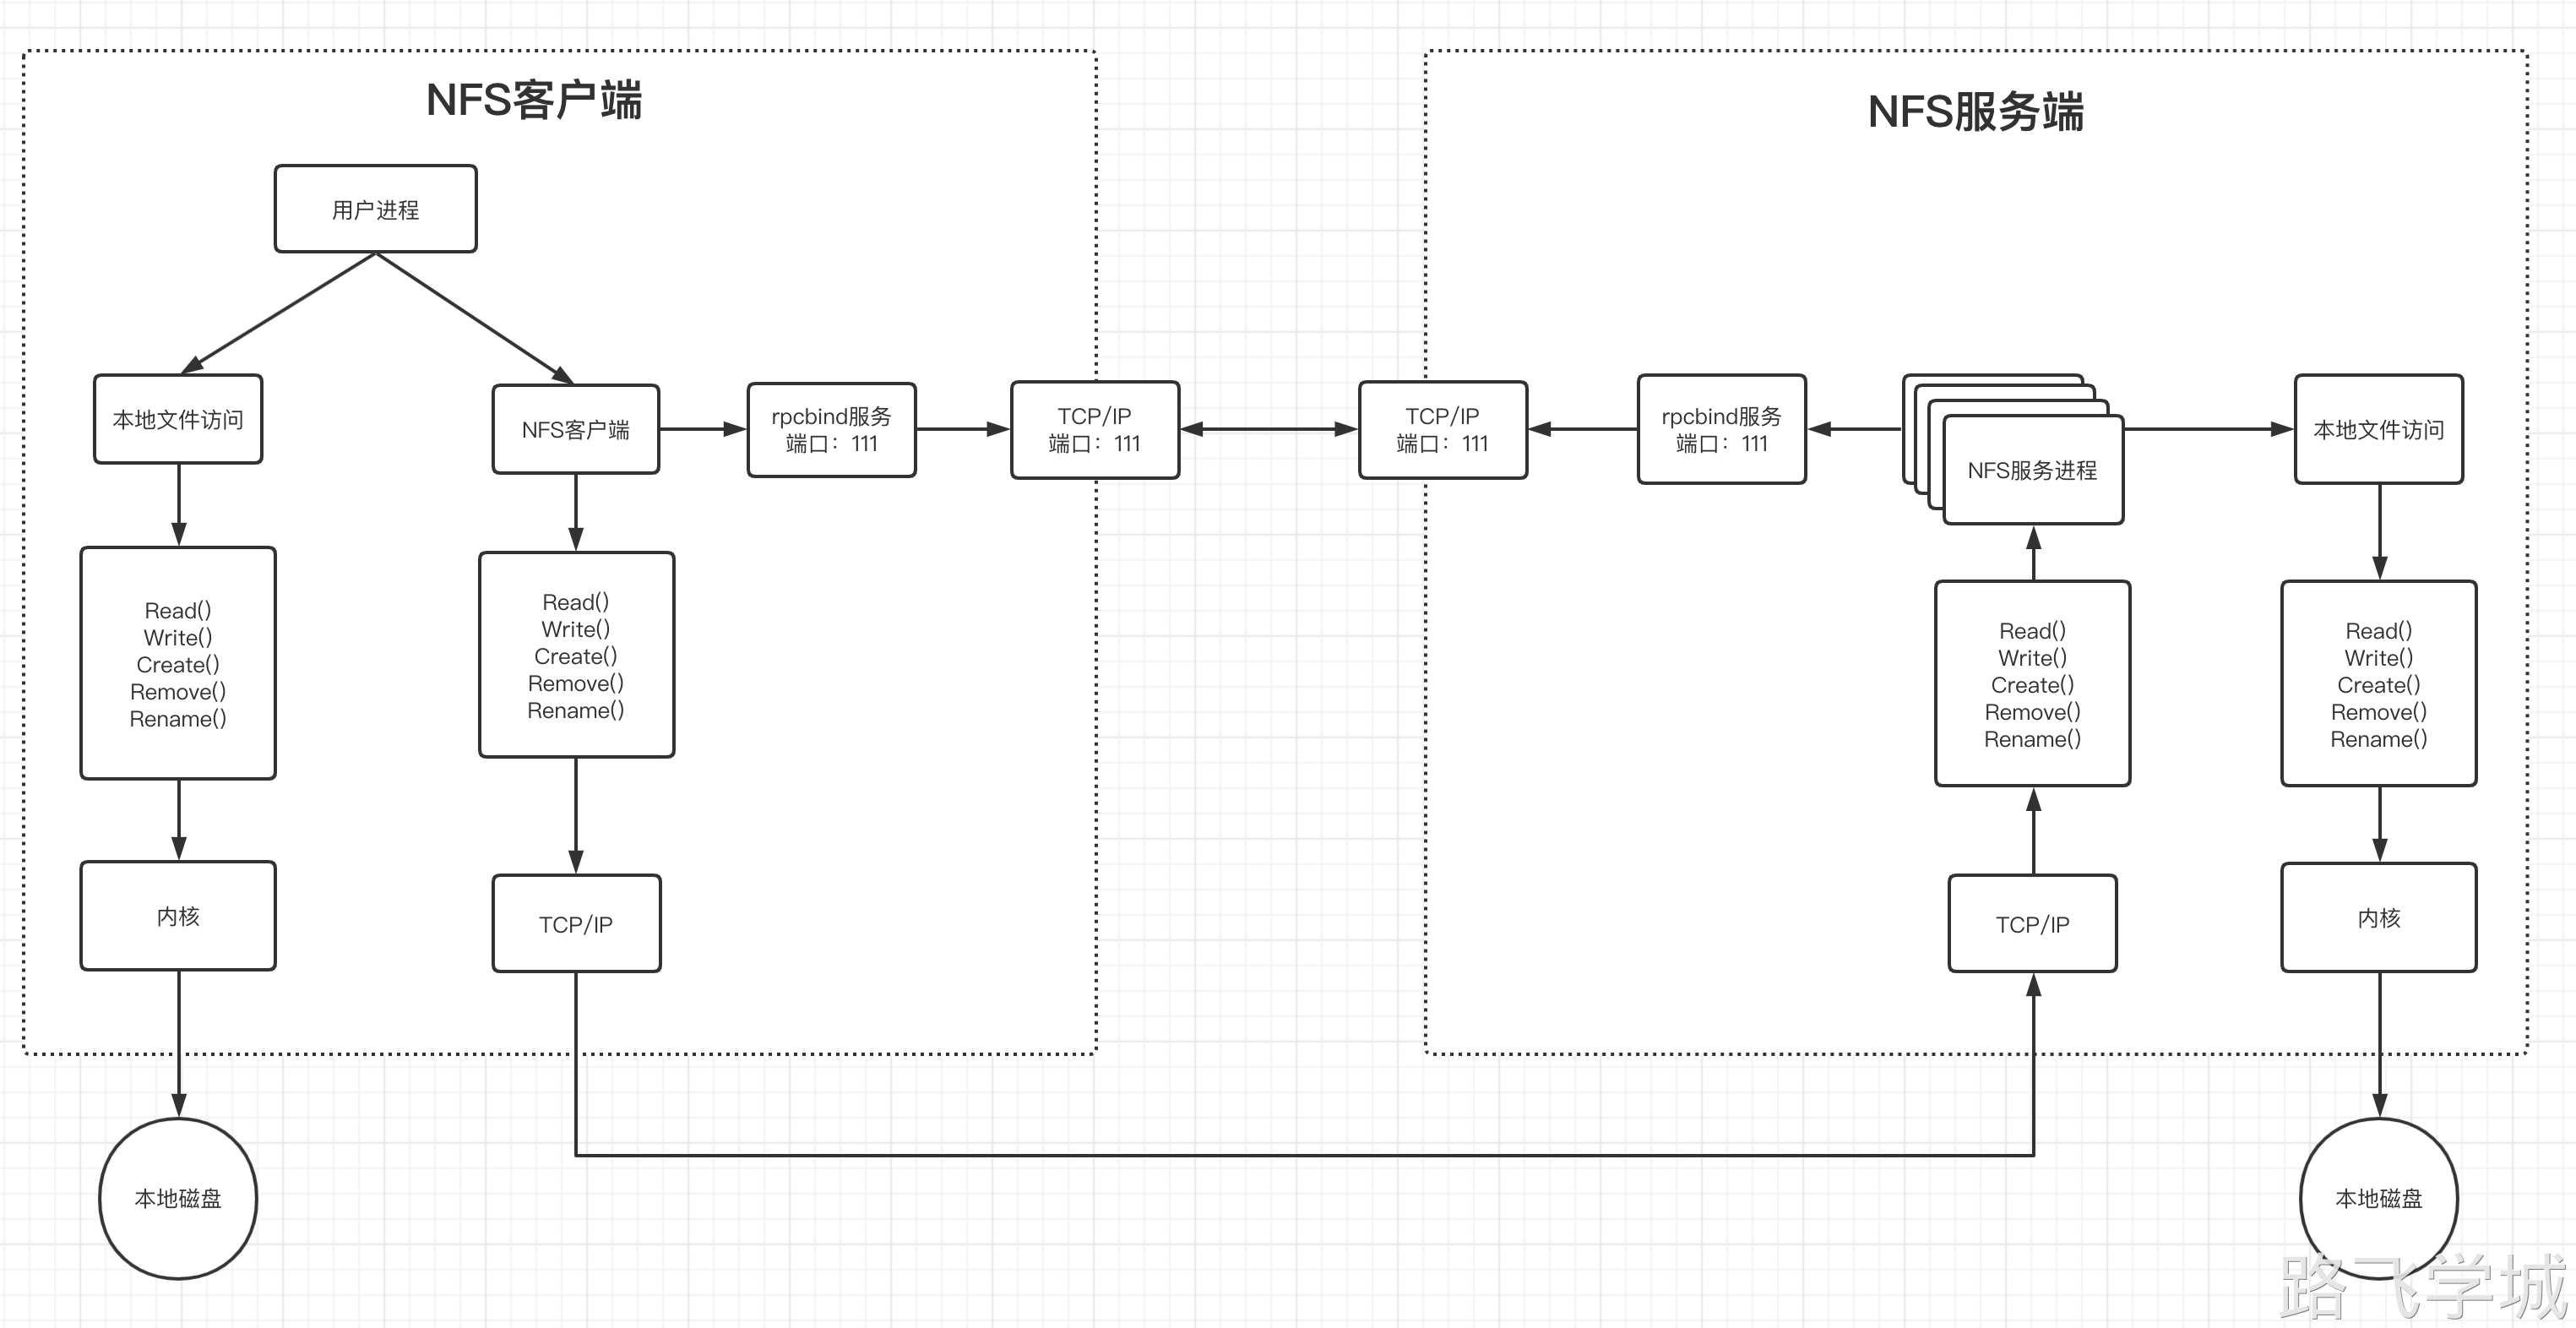 NFS客户端
用户进程
本地文件访问
Read()
Write()
Create()
Remove()
Rename()
内核
本地磁盘
NFS客户端
Read()
Write()
Create()
Remove()
Rename()
TCP/IP
rpcbind服务
端口：111
TCP/IP
端口：111
NFS服务端
TCP/IP
端口：111
rpcbind服务
端口：111
NFS服务进程
Read()
Write()
Create()
Remove()
Rename()
TCP/IP
本地文件访问
Read()
Write()
Create()
Remove()
Rename()
内核
本地磁盘
路飞学城